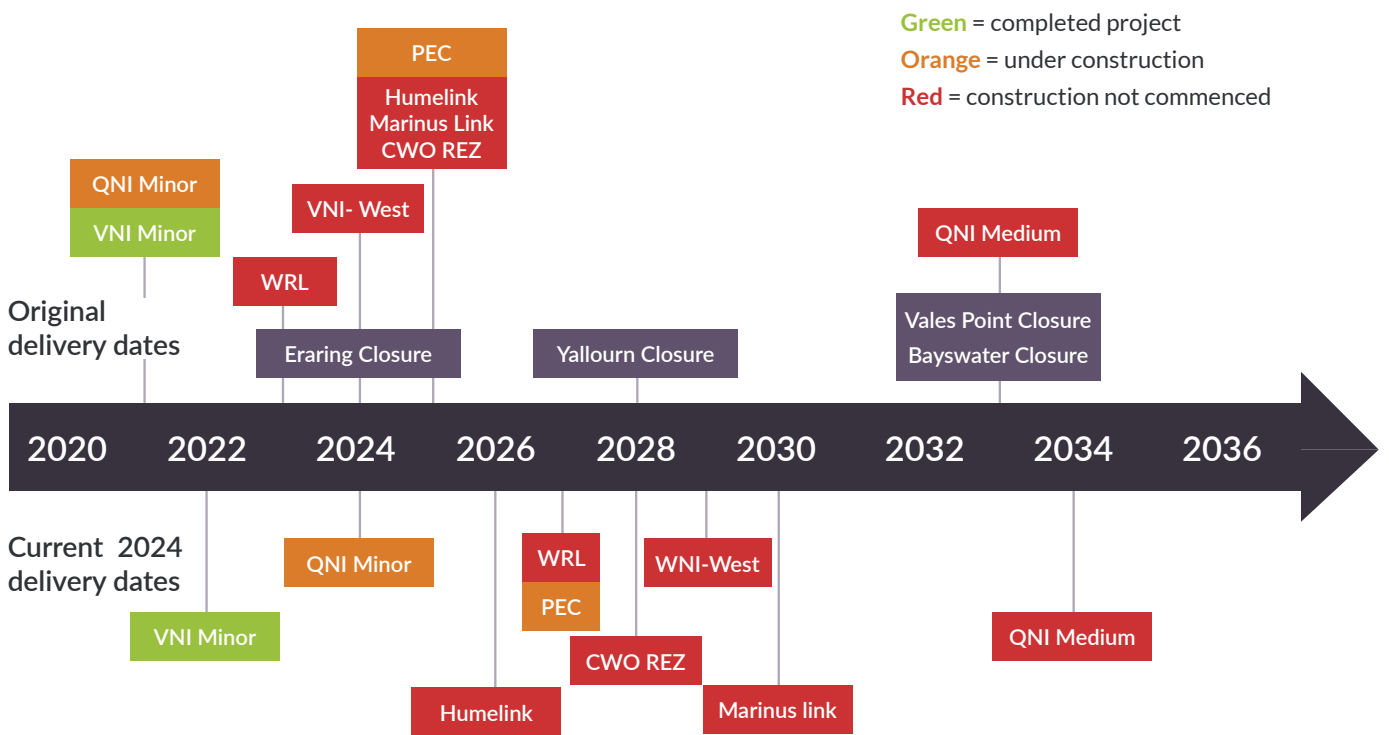 Green = completed project
Orange = under construction
Red = construction not commenced
PEC
Humelink
Marinus Link
CWO REZ
QNI Minor
VNI Minor
VNI- West
QNI Medium
WRL
Original
delivery dates
Eraring Closure
Yallourn Closure
Vales Point Closure
Bayswater Closure
2020 2022 2024 2026 2028 2030 2032 2034 2036
Current 2024
delivery dates
QNI Minor
WRL
PEC
WNI-West
VNI Minor
CWO REZ
QNI Medium
Humelink
Marinus link